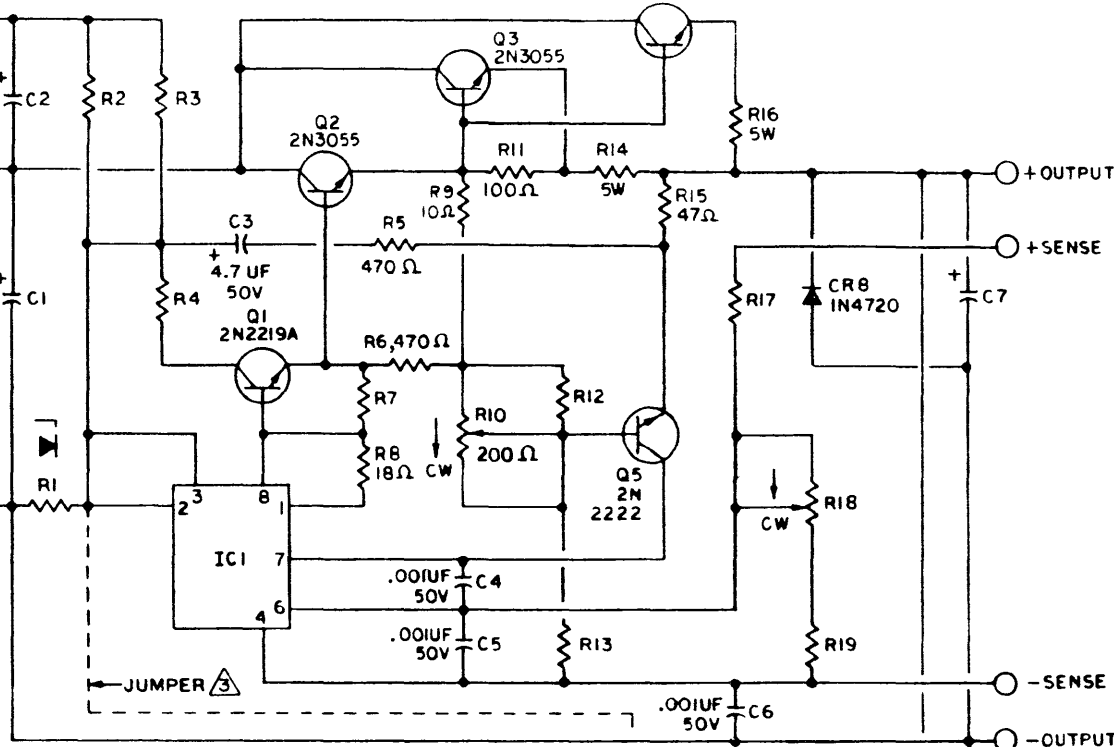 Q3
2N3055
+
C2
R2
R3
R16
5W
Q2
2N3055
R11
100Ω
R14
5W
+OUTPUT
R9
10Ω
R15
47Ω
C3
+
4.7 UF
50V
R5
470 Ω
+SENSE
+
C1
R4
R17
CR8
1N4720
+
C7
Q1
2N2219A
R6,470Ω
R7
R12
R10
200Ω
CW
R8
18Ω
Q5
2N
2222
R1
2
3
8
1
IC1
7
6
4
R18
CW
.001UF
50V
C4
.001UF
50V
C5
R13
R19
JUMPER 3
-SENSE
.001UF
50V
C6
-OUTPUT